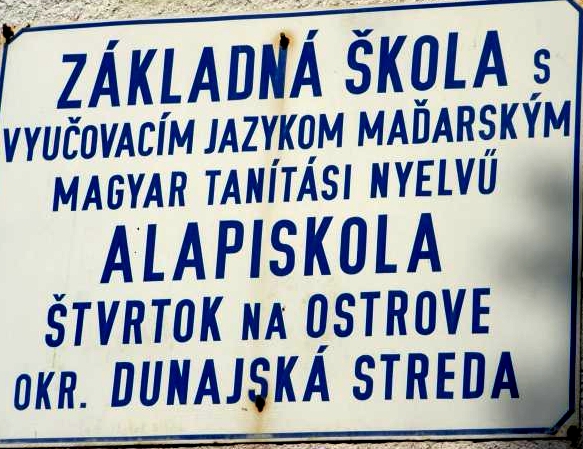 ZÁKLADNÁ ŠKOLA S
VYUČOVACÍM JAZYKOM MAĎARSKÝM
MAGYAR TANÍTÁSI NYELVŰ
ALAPISKOLA
ŠTVRTOK NA OSTROVE
OKR. DUNAJSKÁ STREDA